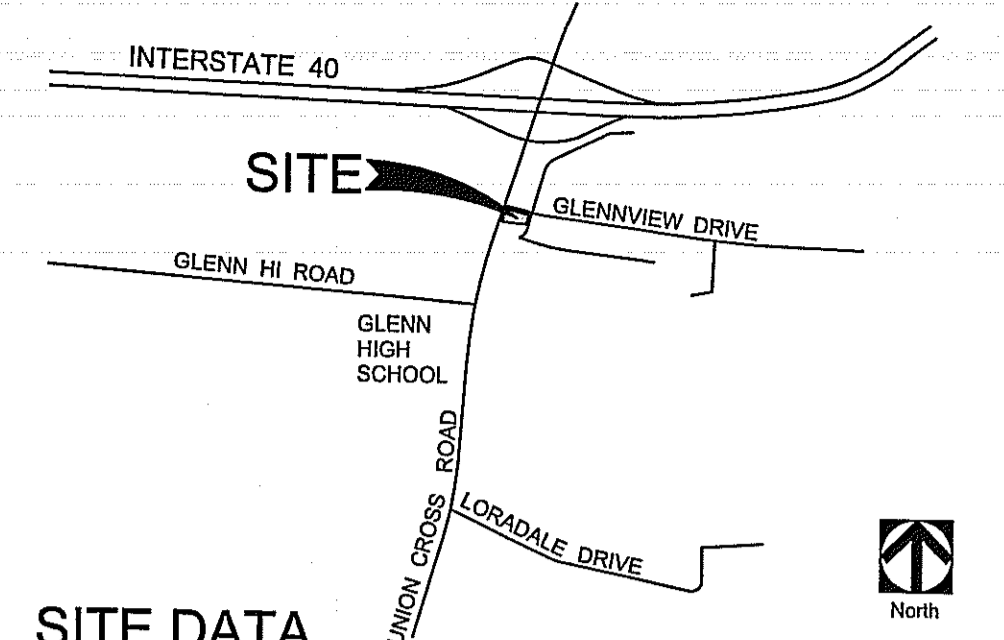 INTERSTATE 40
SITE
GLENNVIEW DRIVE
GLENN HI ROAD
GLENN
HIGH
SCHOOL
UNION CROSS ROAD
LORADALE DRIVE
North
SITE DATA